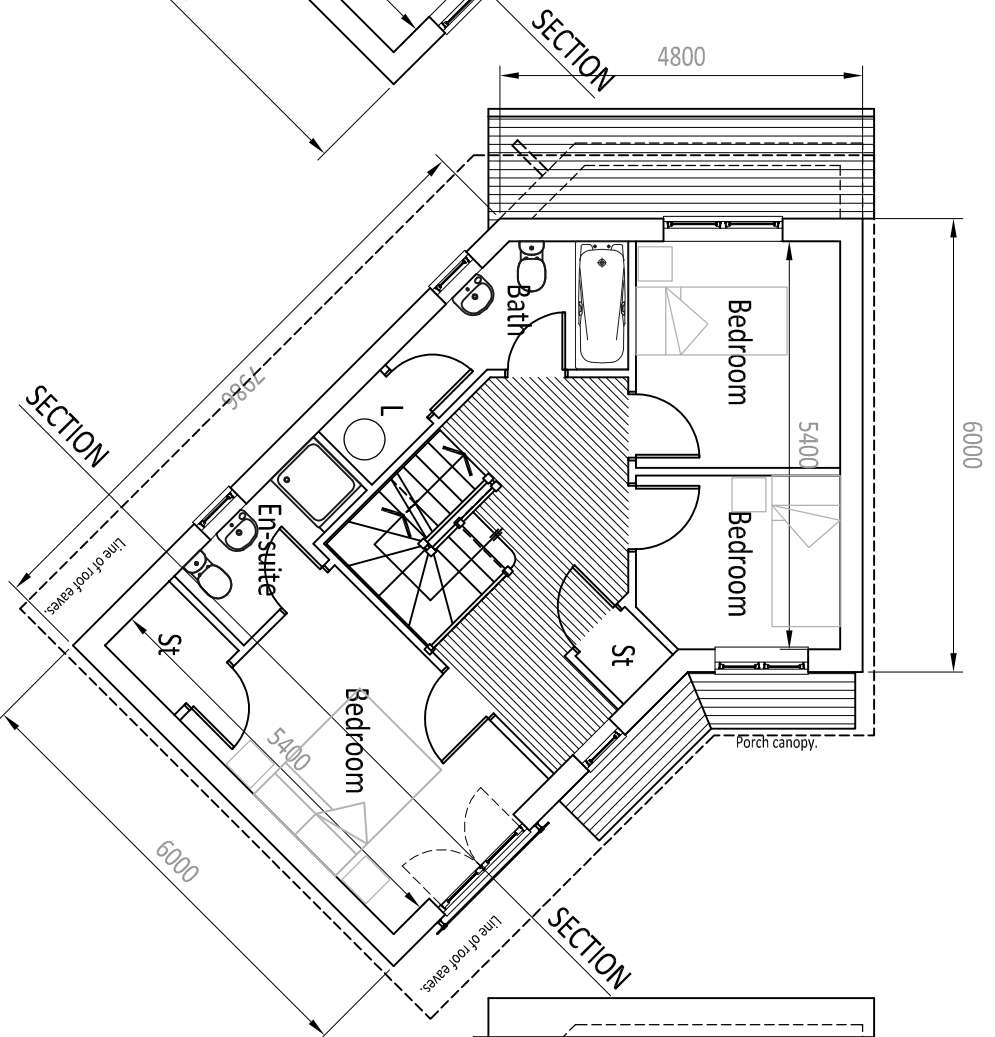 SECTION
4800
Bath
Bedroom
7986
L
SECTION
5400
6000
En-suite
Bedroom
Line of roof eaves.
St
St
Bedroom
5400
Porch canopy.
6000
Line of roof eaves.
SECTION